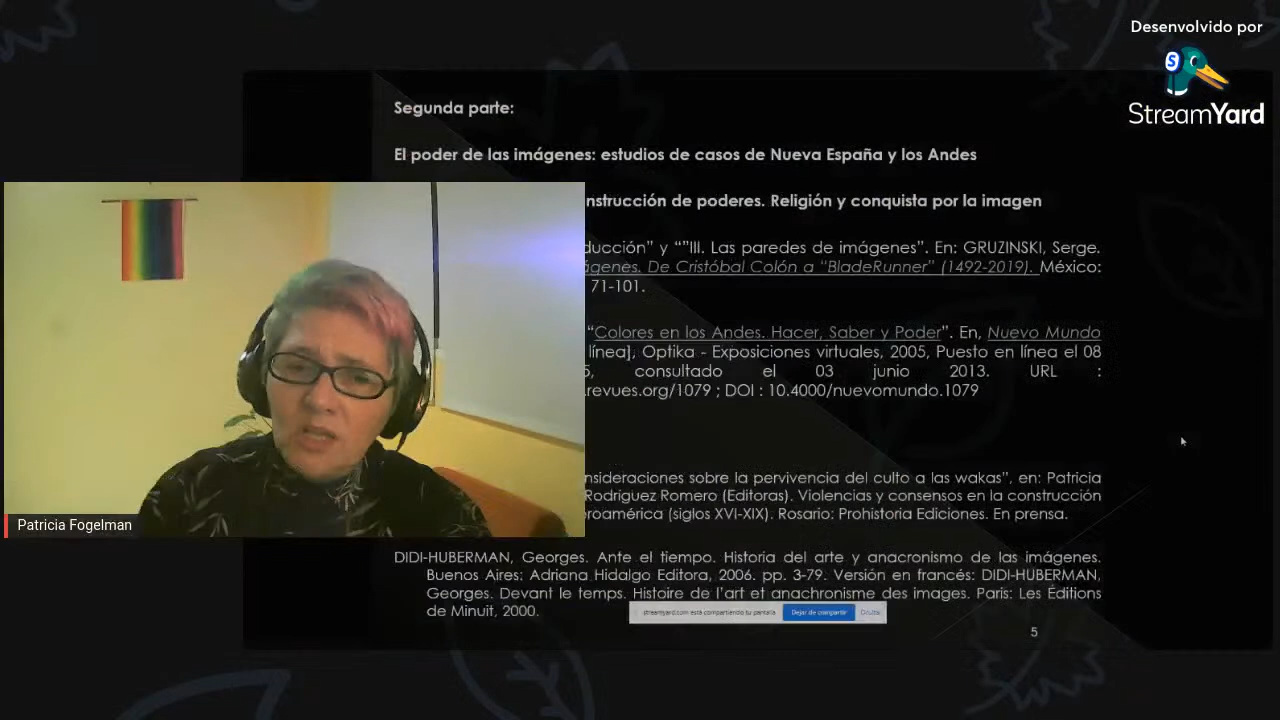 Desenvolvido por
StreamYard
Segunda parte:
El poder de las imágenes: estudios de casos de Nueva España y los Andes
nstrucción de poderes. Religión y conquista por la imagen
ducción” y “”III. Las paredes de imágenes”. En: GRUZINSKI, Serge.
ágenes. De Cristóbal Colón a “BladeRunner” (1492-2019). México:
71-101.
“Colores en los Andes. Hacer, Saber y Poder”. En, Nuevo Mundo
línea], Optika - Exposiciones virtuales, 2005, Puesto en línea el 08
5, consultado el 03 junio 2013. URL :
.revues.org/1079 ; DOI : 10.4000/nuevomundo.1079
nsideraciones sobre la pervivencia del culto a las wakas”, en: Patricia
Rodríguez Romero (Editoras). Violencias y consensos en la construcción
eroamérica (siglos XVI-XIX). Rosario: Prohistoria Ediciones. En prensa.
Patricia Fogelman
DIDI-HUBERMAN, Georges. Ante el tiempo. Historia del arte y anacronismo de las imágenes.
Buenos Aires: Adriana Hidalgo Editora, 2006. pp. 3-79. Versión en francés: DIDI-HUBERMAN,
Georges. Devant le temps. Histoire de l’art et anachronisme des images. Paris: Les Éditions
de Minuit, 2000.
streamyard.com está compartiendo tu pantalla
Dejar de compartir
Ocultar
5